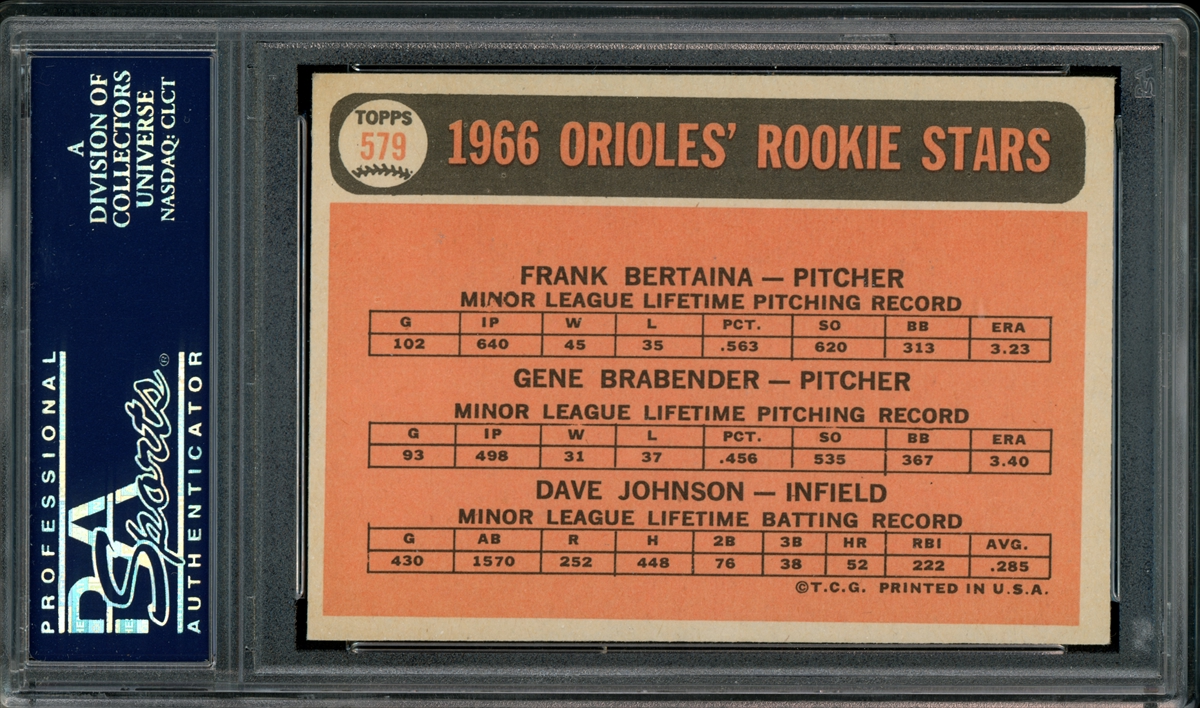 A
DIVISION OF
COLLECTORS
UNIVERSE
NASDAQ: CLCT
PROFESSIONAL
PSA
Sports®
AUTHENTICATOR
TOPPS
579
1966 ORIOLES' ROOKIE STARS
FRANK BERTAINA — PITCHER
MINOR LEAGUE LIFETIME PITCHING RECORD
G IP W L PCT. SO BB ERA
102 640 45 35 .563 620 313 3.23
GENE BRABENDER — PITCHER
MINOR LEAGUE LIFETIME PITCHING RECORD
G IP W L PCT. SO BB ERA
93 498 31 37 .456 535 367 3.40
DAVE JOHNSON — INFIELD
MINOR LEAGUE LIFETIME BATTING RECORD
G AB R H 2B 3B HR RBI AVG.
430 1570 252 448 76 38 52 222 .285
©T.C.G. PRINTED IN U.S.A.